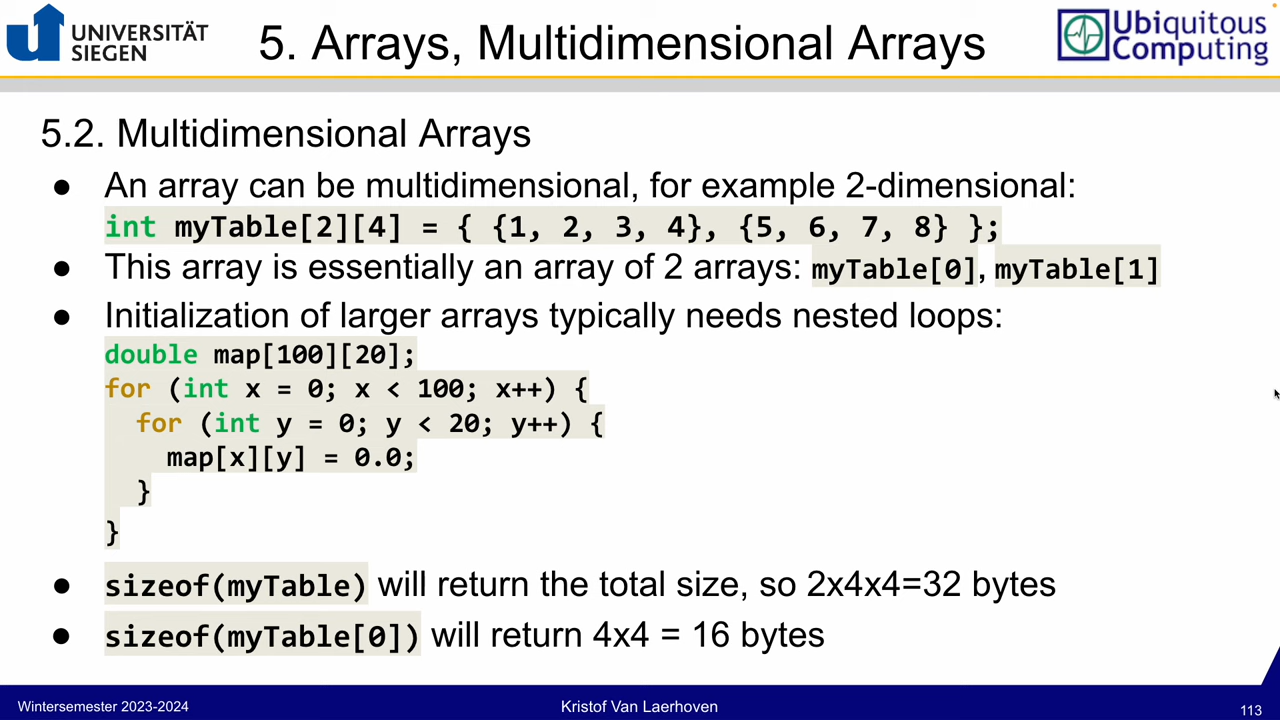 UNIVERSITÄT
SIEGEN
5. Arrays, Multidimensional Arrays
Ubiquitous
Computing
5.2. Multidimensional Arrays
● An array can be multidimensional, for example 2-dimensional:
int myTable[2][4] = { {1, 2, 3, 4}, {5, 6, 7, 8} };
● This array is essentially an array of 2 arrays: myTable[0], myTable[1]
● Initialization of larger arrays typically needs nested loops:
double map[100][20];
for (int x = 0; x < 100; x++) {
  for (int y = 0; y < 20; y++) {
    map[x][y] = 0.0;
  }
}
● sizeof(myTable) will return the total size, so 2x4x4=32 bytes
● sizeof(myTable[0]) will return 4x4 = 16 bytes
Wintersemester 2023-2024
Kristof Van Laerhoven
113